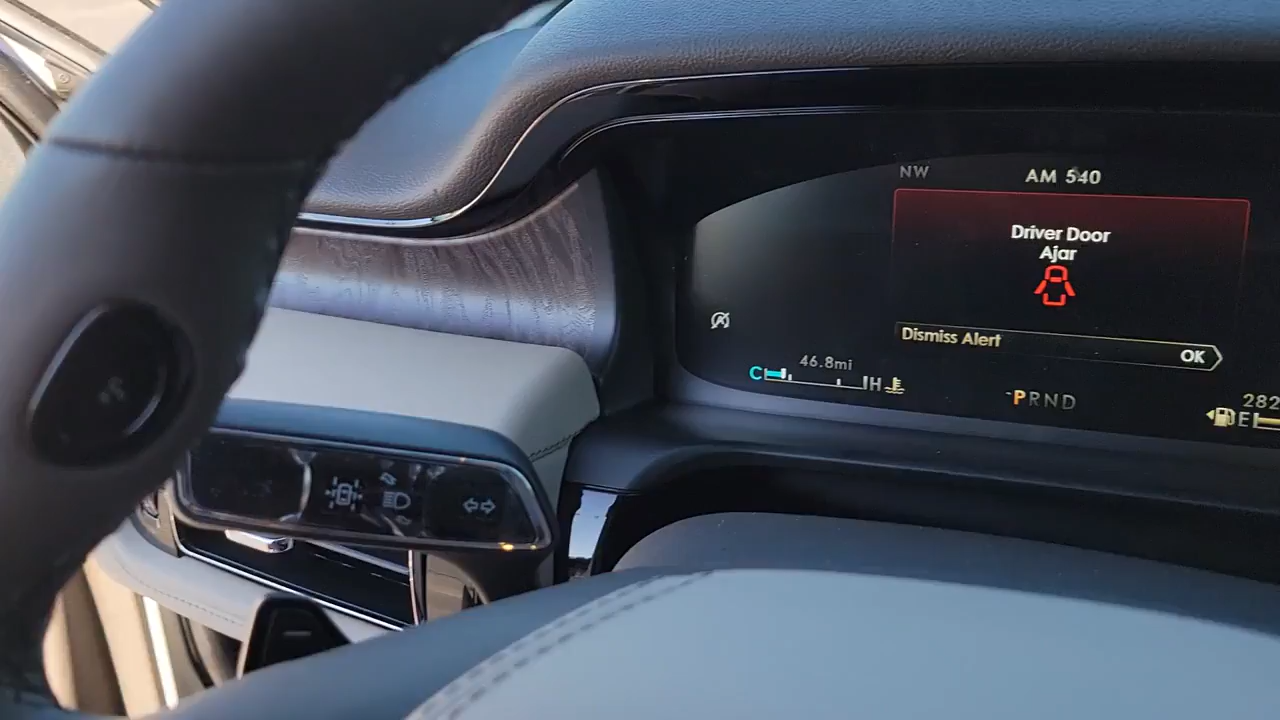 NW
AM 540
Driver Door
Ajar
Dismiss Alert
OK
46.8mi
C
H
PRND
282
E